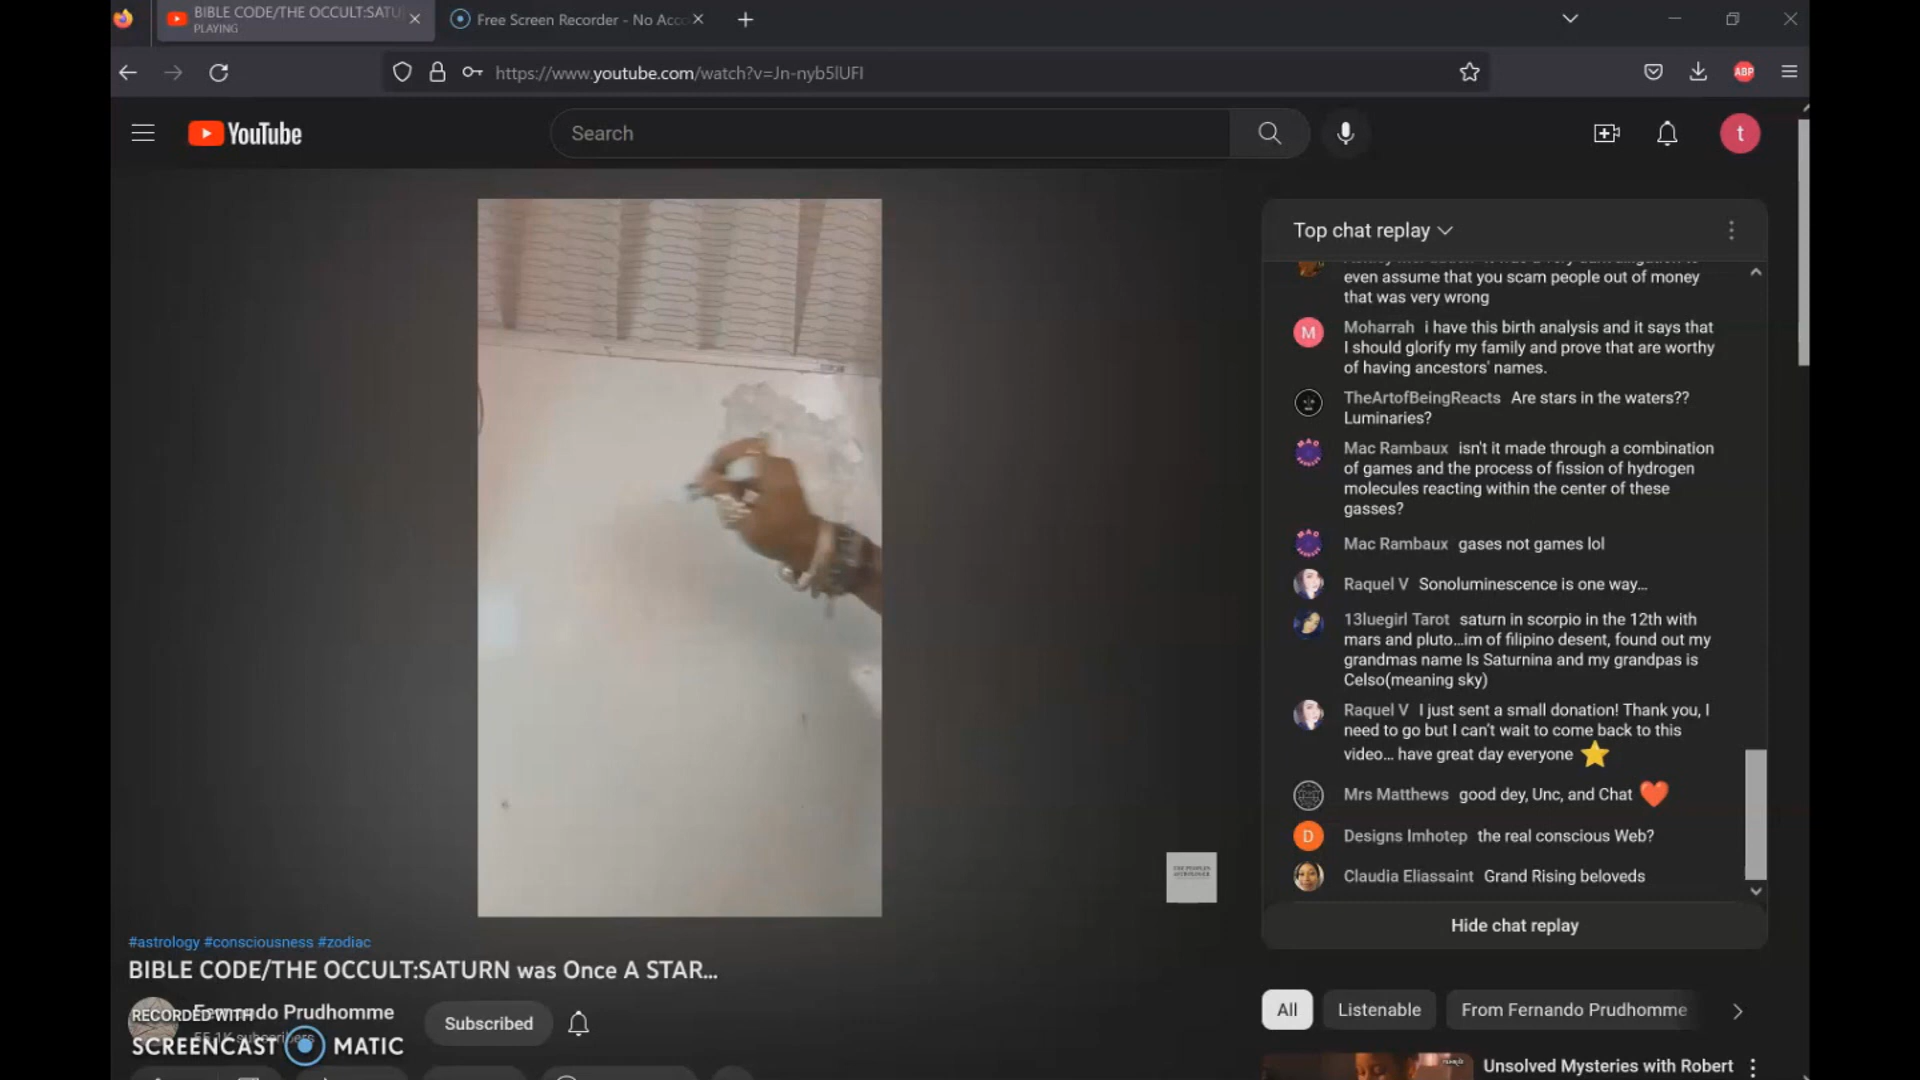 BIBLE CODE/THE OCCULT:SATU
PLAYING
Free Screen Recorder - No Acc
https://www.youtube.com/watch?v=Jn-nyb5lUFI
ABP
YouTube
Search
t
Top chat replay
even assume that you scam people out of money
that was very wrong
M
Moharrah i have this birth analysis and it says that
I should glorify my family and prove that are worthy
of having ancestors' names.
TheArtofBeingReacts Are stars in the waters??
Luminaries?
Mac Rambaux isn't it made through a combination
of games and the process of fission of hydrogen
molecules reacting within the center of these
gasses?
Mac Rambaux gases not games lol
Raquel V Sonoluminescence is one way...
13luegirl Tarot saturn in scorpio in the 12th with
mars and pluto...im of filipino desent, found out my
grandmas name Is Saturnina and my grandpas is
Celso(meaning sky)
Raquel V I just sent a small donation! Thank you, I
need to go but I can't wait to come back to this
video... have great day everyone ⭐
Mrs Matthews good dey, Unc, and Chat ❤️
D
Designs Imhotep the real conscious Web?
Claudia Eliassaint Grand Rising beloveds
Hide chat replay
THE PEOPLES
ASTROLOGER
#astrology #consciousness #zodiac
BIBLE CODE/THE OCCULT:SATURN was Once A STAR...
Fernando Prudhomme
55.1K subscribers
Subscribed
RECORDED WITH
SCREENCAST MATIC
All
Listenable
From Fernando Prudhomme
Unsolved Mysteries with Robert